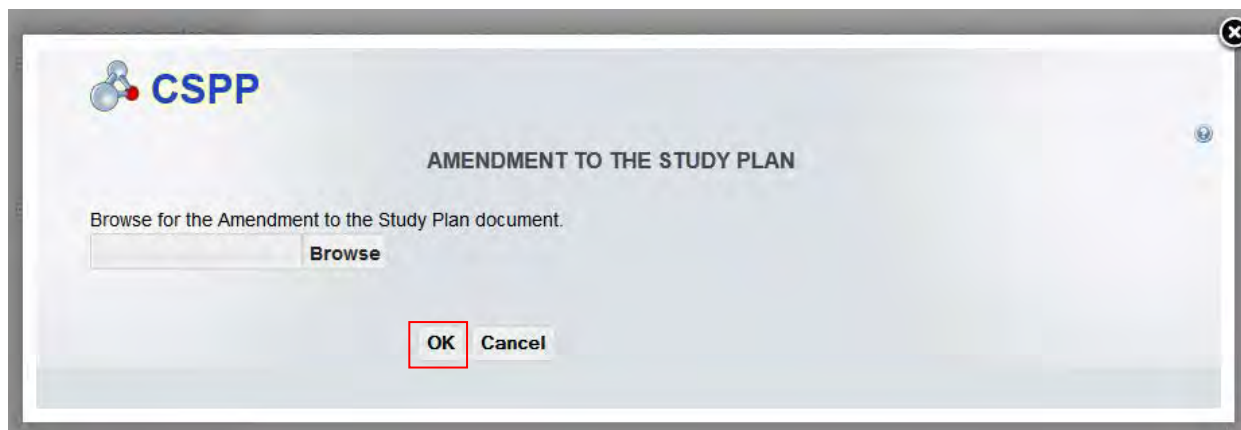 CSPP
AMENDMENT TO THE STUDY PLAN
Browse for the Amendment to the Study Plan document.
Browse
OK Cancel